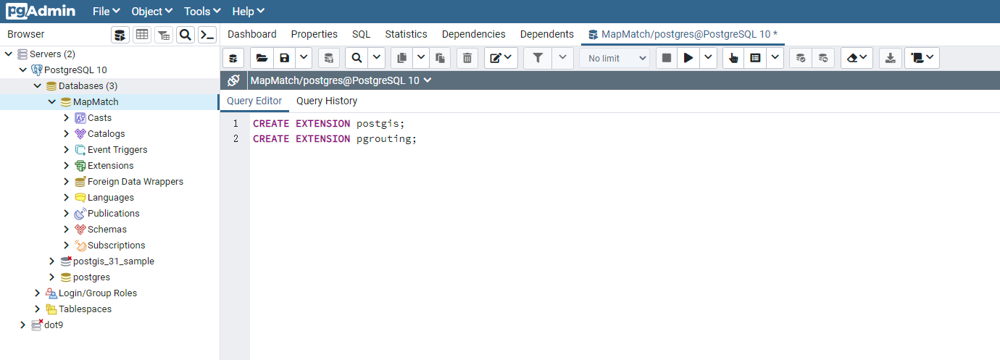 pgAdmin File Object Tools Help
Browser
Dashboard Properties SQL Statistics Dependencies Dependents MapMatch/postgres@PostgreSQL 10 *
Servers (2)
No limit
PostgreSQL 10
MapMatch/postgres@PostgreSQL 10
Databases (3)
MapMatch
Query Editor Query History
Casts
1 CREATE EXTENSION postgis;
Catalogs
2 CREATE EXTENSION pgrouting;
Event Triggers
Extensions
Foreign Data Wrappers
Languages
Publications
Schemas
Subscriptions
postgis_31_sample
postgres
Login/Group Roles
Tablespaces
dot9